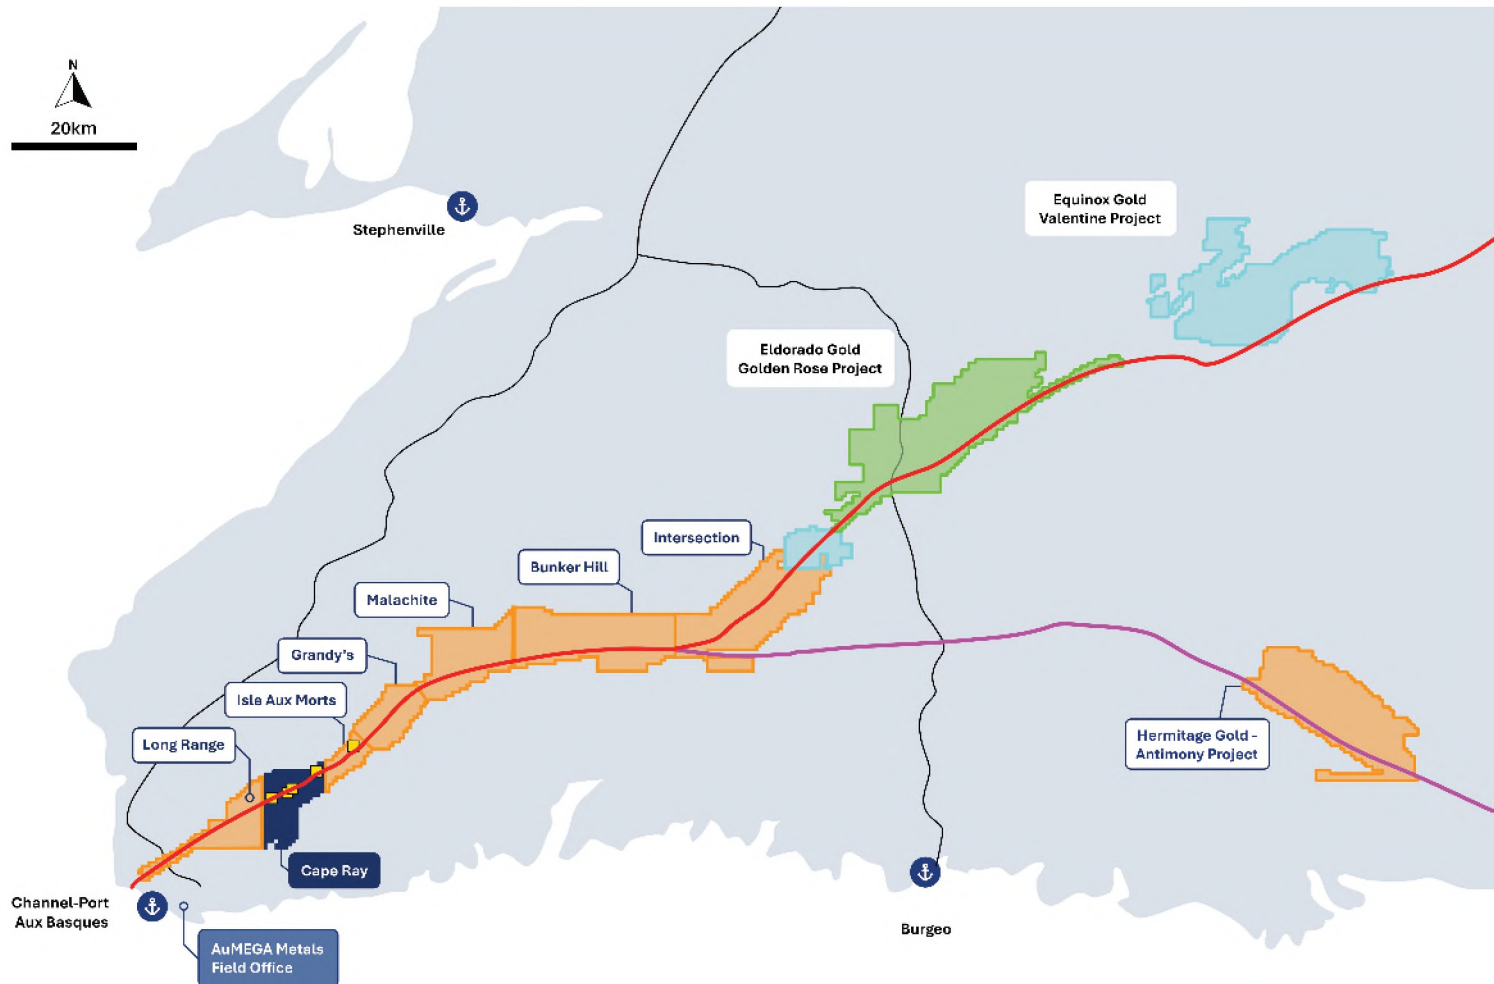 N
20km
Stephenville
Equinox Gold
Valentine Project
Eldorado Gold
Golden Rose Project
Intersection
Bunker Hill
Malachite
Grandy's
Isle Aux Morts
Long Range
Hermitage Gold -
Antimony Project
Cape Ray
Channel-Port
Aux Basques
Burgeo
AuMEGA Metals
Field Office